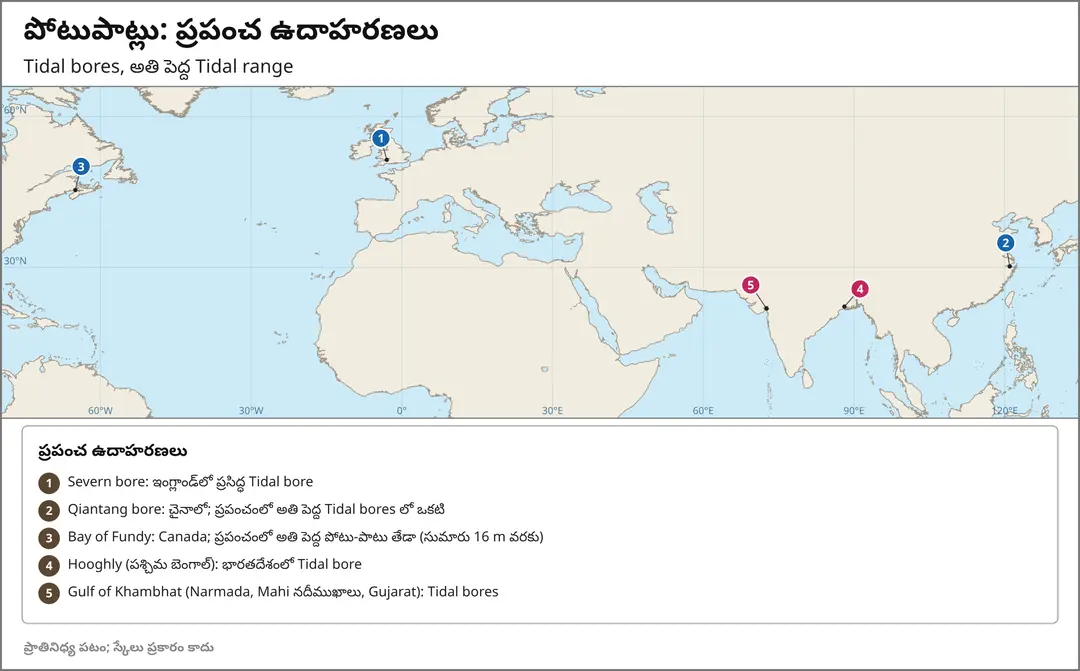 పోటుపాట్లు: ప్రపంచ ఉదాహరణలు
Tidal bores, అతి పెద్ద Tidal range
60°N
1
3
2
30°N
5
4
60°W
30°W
0°
30°E
60°E
90°E
120°E
ప్రపంచ ఉదాహరణలు
1 Severn bore: ఇంగ్లాండ్‌లో ప్రసిద్ధ Tidal bore
2 Qiantang bore: చైనాలో; ప్రపంచంలో అతి పెద్ద Tidal bores లో ఒకటి
3 Bay of Fundy: Canada; ప్రపంచంలో అతి పెద్ద పోటు-పాటు తేడా (సుమారు 16 m వరకు)
4 Hooghly (పశ్చిమ బెంగాల్): భారతదేశంలో Tidal bore
5 Gulf of Khambhat (Narmada, Mahi నదీముఖాలు, Gujarat): Tidal bores
ప్రాతినిధ్య పటం; స్కేలు ప్రకారం కాదు